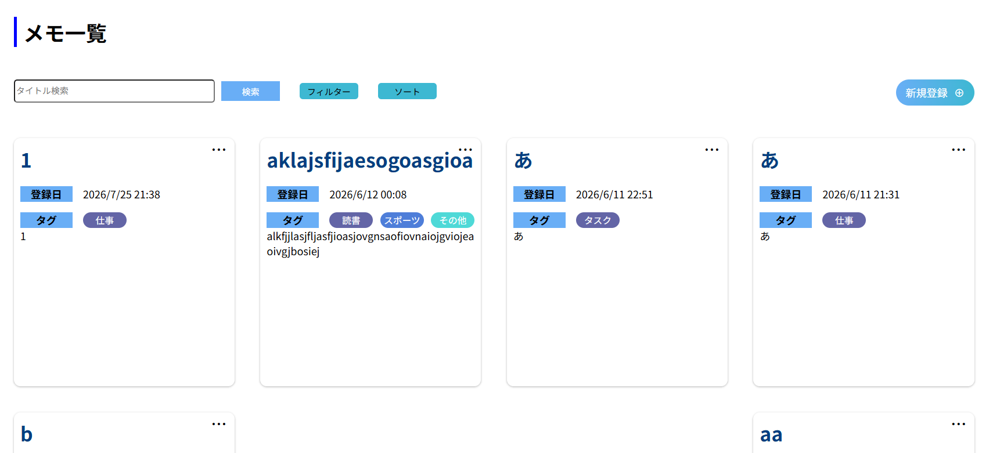 メモ一覧
タイトル検索 検索 フィルター ソート 新規登録 ⊕
1 ...
登録日 2026/7/25 21:38
タグ 仕事
1
aklajsfijaesogoasgioa ...
登録日 2026/6/12 00:08
タグ 読書 スポーツ その他
alkfjjlasjfljasfjioasjovgnsaofiovnaiojgviojea
oivgjbosiej
あ ...
登録日 2026/6/11 22:51
タグ タスク
あ
あ ...
登録日 2026/6/11 21:31
タグ 仕事
あ
b ...
aa ...